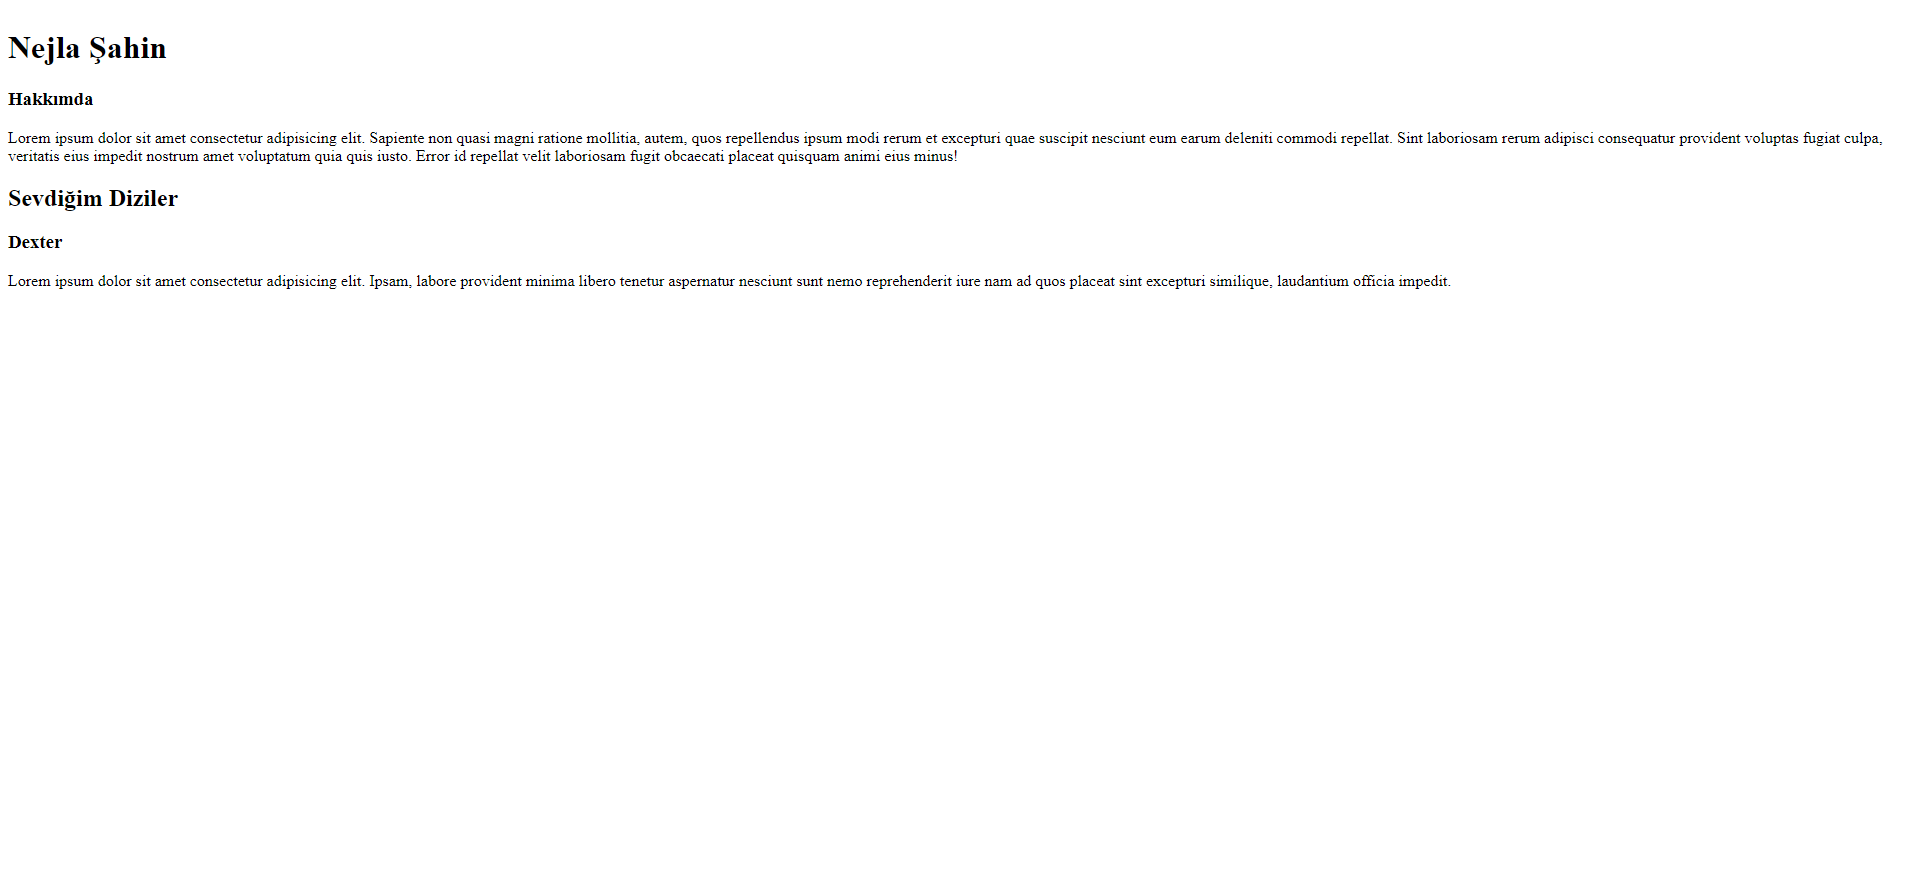 Nejla Şahin
Hakkımda
Lorem ipsum dolor sit amet consectetur adipisicing elit. Sapiente non quasi magni ratione mollitia, autem, quos repellendus ipsum modi rerum et excepturi quae suscipit nesciunt eum earum deleniti commodi repellat. Sint laboriosam rerum adipisci consequatur provident voluptas fugiat culpa,
veritatis eius impedit nostrum amet voluptatum quia quis iusto. Error id repellat velit laboriosam fugit obcaecati placeat quisquam animi eius minus!
Sevdiğim Diziler
Dexter
Lorem ipsum dolor sit amet consectetur adipisicing elit. Ipsam, labore provident minima libero tenetur aspernatur nesciunt sunt nemo reprehenderit iure nam ad quos placeat sint excepturi similique, laudantium officia impedit.